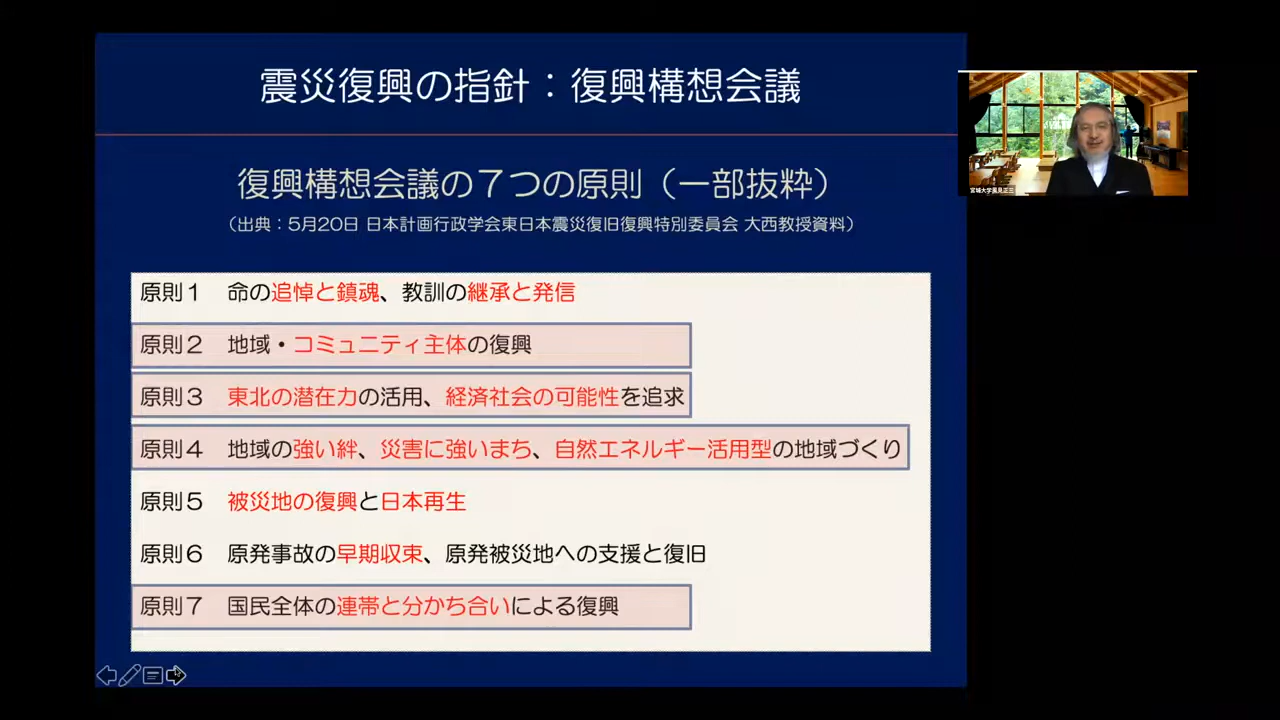 震災復興の指針：復興構想会議
復興構想会議の７つの原則（一部抜粋）
（出典：５月20日 日本計画行政学会東日本震災復旧復興特別委員会 大西教授資料）
原則１　命の追悼と鎮魂、教訓の継承と発信
原則２　地域・コミュニティ主体の復興
原則３　東北の潜在力の活用、経済社会の可能性を追求
原則４　地域の強い絆、災害に強いまち、自然エネルギー活用型の地域づくり
原則５　被災地の復興と日本再生
原則６　原発事故の早期収束、原発被災地への支援と復旧
原則７　国民全体の連帯と分かち合いによる復興
宮城大学風見正三